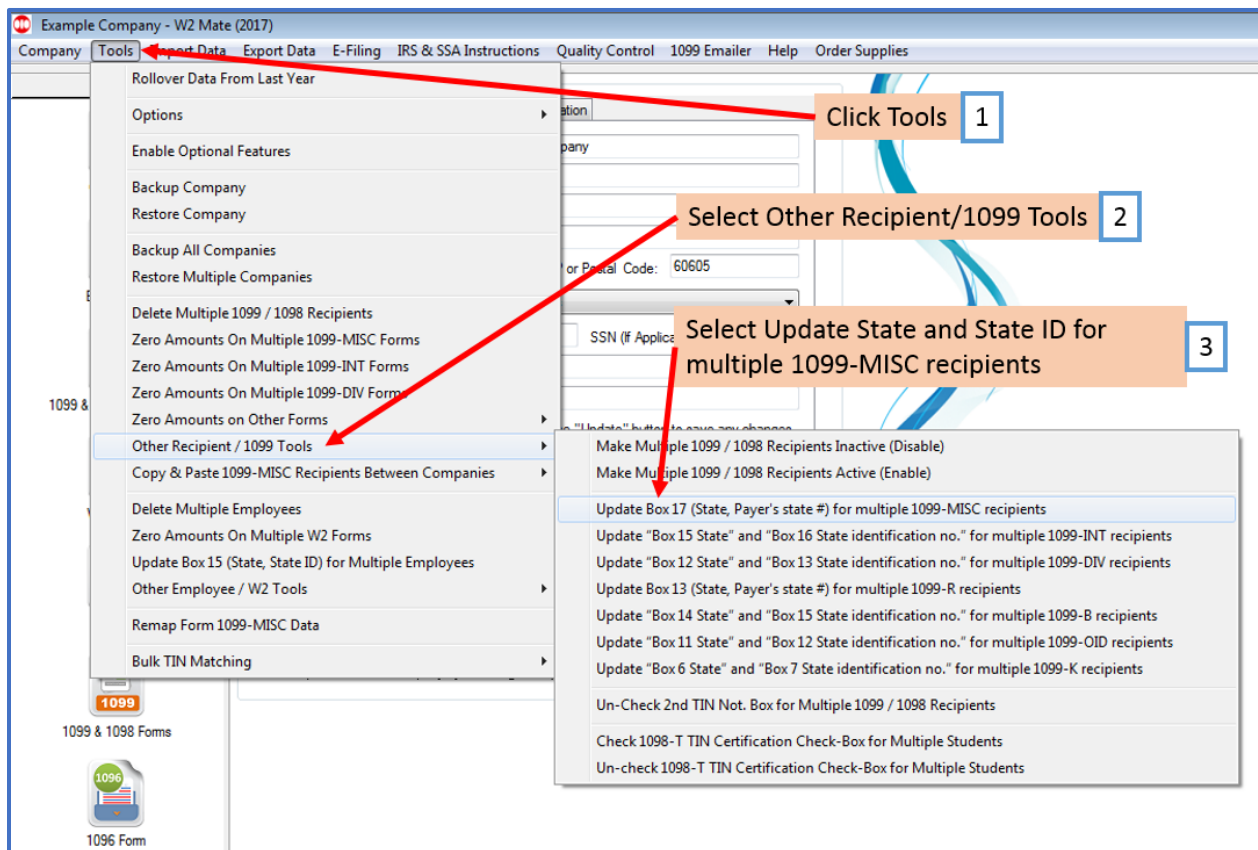 Example Company - W2 Mate (2017)
Company Tools Import Data Export Data E-Filing IRS & SSA Instructions Quality Control 1099 Emailer Help Order Supplies
Rollover Data From Last Year
Options
Enable Optional Features
Backup Company
Restore Company
Backup All Companies
Restore Multiple Companies
Delete Multiple 1099 / 1098 Recipients
Zero Amounts On Multiple 1099-MISC Forms
Zero Amounts On Multiple 1099-INT Forms
Zero Amounts On Multiple 1099-DIV Forms
Zero Amounts on Other Forms
Other Recipient / 1099 Tools
Copy & Paste 1099-MISC Recipients Between Companies
Delete Multiple Employees
Zero Amounts On Multiple W2 Forms
Update Box 15 (State, State ID) for Multiple Employees
Other Employee / W2 Tools
Remap Form 1099-MISC Data
Bulk TIN Matching
Click Tools 1
Select Other Recipient/1099 Tools 2
or Postal Code: 60605
SSN (If Applica
Select Update State and State ID for
multiple 1099-MISC recipients
3
"Update" button to save any changes
1099 &
Make Multiple 1099 / 1098 Recipients Inactive (Disable)
Make Multiple 1099 / 1098 Recipients Active (Enable)
Update Box 17 (State, Payer's state #) for multiple 1099-MISC recipients
Update "Box 15 State" and "Box 16 State identification no." for multiple 1099-INT recipients
Update "Box 12 State" and "Box 13 State identification no." for multiple 1099-DIV recipients
Update Box 13 (State, Payer's state #) for multiple 1099-R recipients
Update "Box 14 State" and "Box 15 State identification no." for multiple 1099-B recipients
Update "Box 11 State" and "Box 12 State identification no." for multiple 1099-OID recipients
Update "Box 6 State" and "Box 7 State identification no." for multiple 1099-K recipients
Un-Check 2nd TIN Not. Box for Multiple 1099 / 1098 Recipients
Check 1098-T TIN Certification Check-Box for Multiple Students
Un-check 1098-T TIN Certification Check-Box for Multiple Students
1099
1099 & 1098 Forms
1096
1096 Form